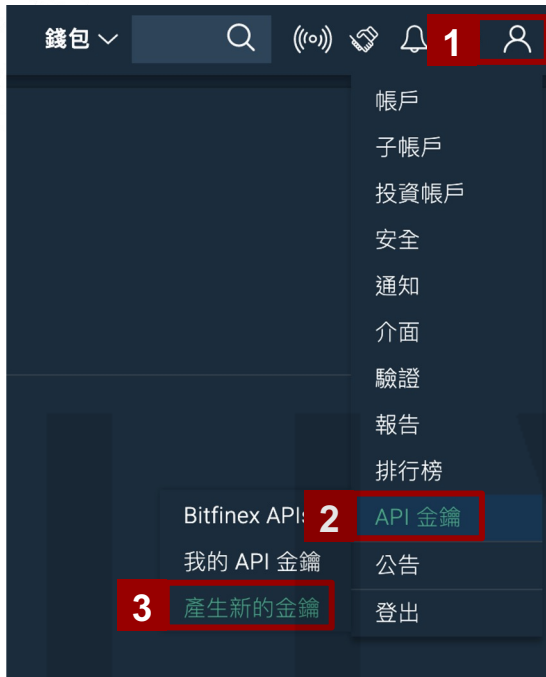 錢包
1
帳戶
子帳戶
投資帳戶
安全
通知
介面
驗證
報告
排行榜
Bitfinex APIs
2
API 金鑰
我的 API 金鑰
公告
3
產生新的金鑰
登出